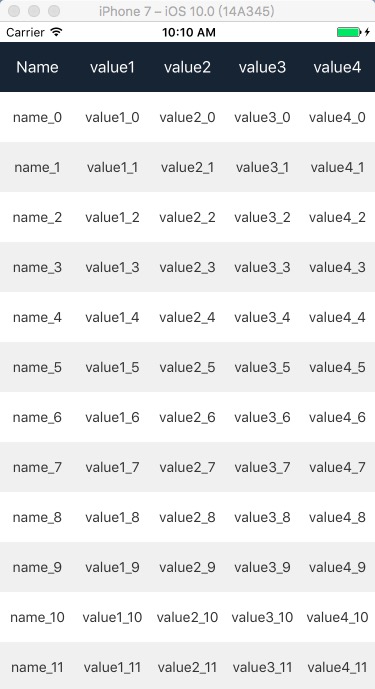 iPhone 7 – iOS 10.0 (14A345)
Carrier 10:10 AM
Name value1 value2 value3 value4
name_0 value1_0 value2_0 value3_0 value4_0
name_1 value1_1 value2_1 value3_1 value4_1
name_2 value1_2 value2_2 value3_2 value4_2
name_3 value1_3 value2_3 value3_3 value4_3
name_4 value1_4 value2_4 value3_4 value4_4
name_5 value1_5 value2_5 value3_5 value4_5
name_6 value1_6 value2_6 value3_6 value4_6
name_7 value1_7 value2_7 value3_7 value4_7
name_8 value1_8 value2_8 value3_8 value4_8
name_9 value1_9 value2_9 value3_9 value4_9
name_10 value1_10 value2_10 value3_10 value4_10
name_11 value1_11 value2_11 value3_11 value4_11